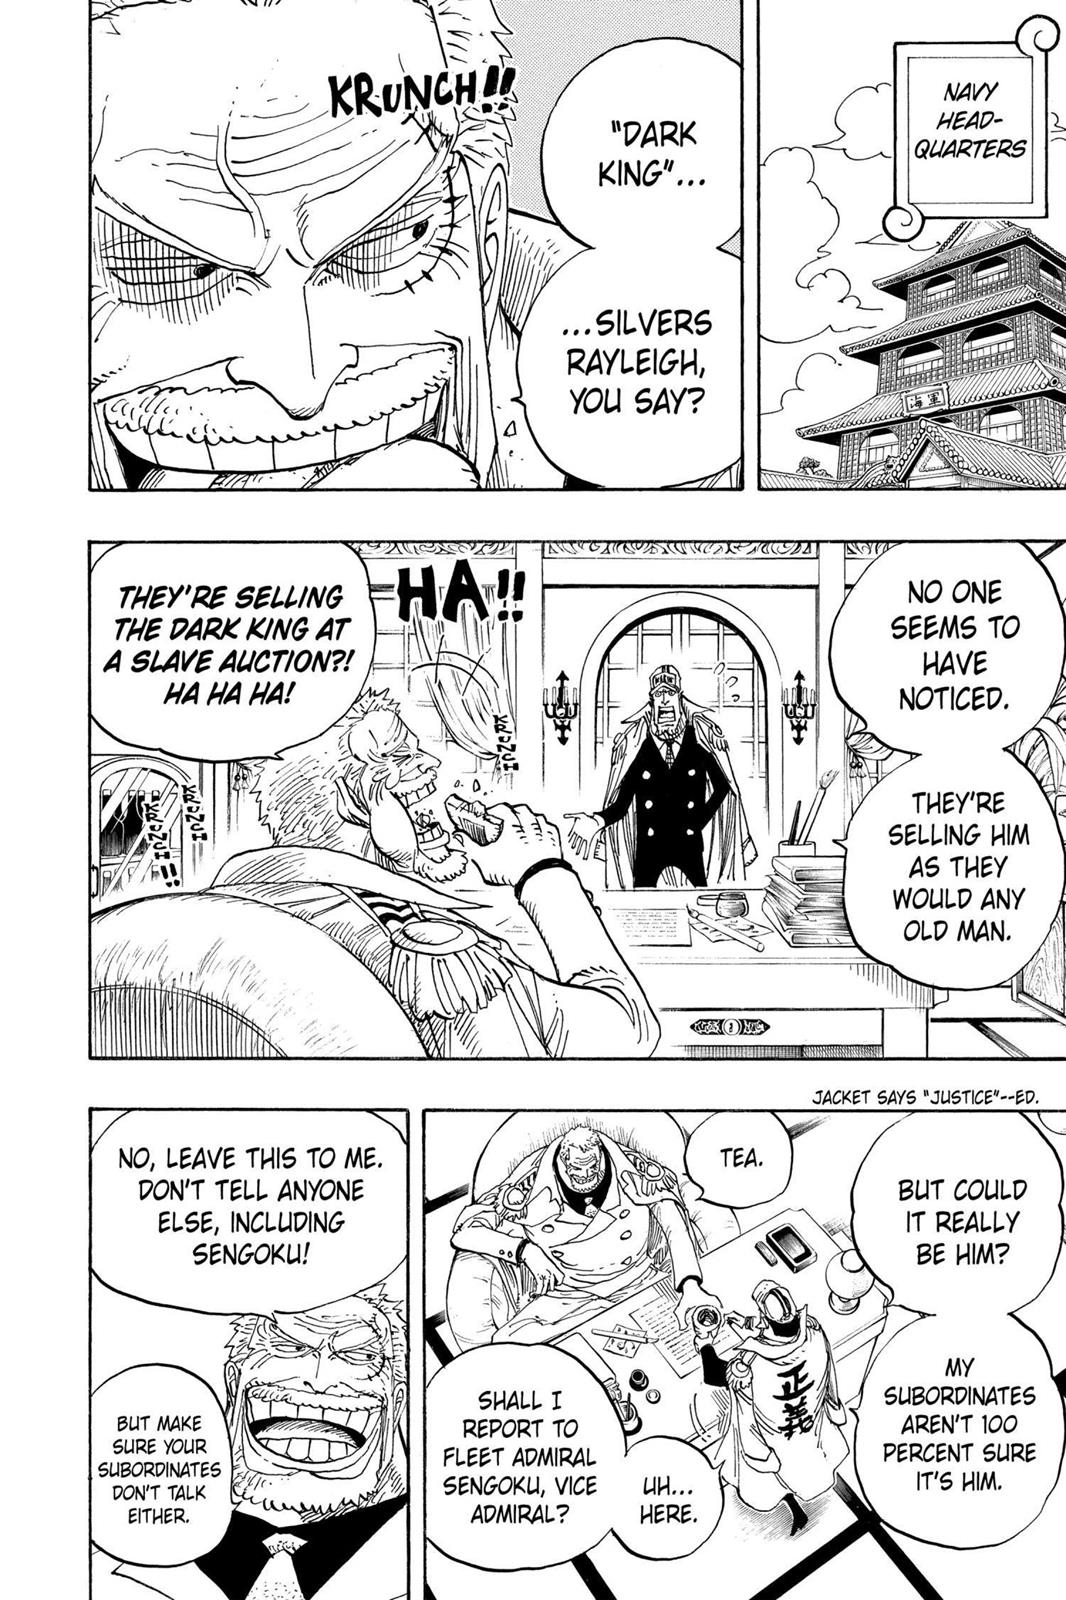 NAVY
HEAD-
QUARTERS
海軍
"DARK
KING"...
...SILVERS
RAYLEIGH,
YOU SAY?
KRUNCH!!
NO ONE
SEEMS TO
HAVE
NOTICED.
THEY'RE
SELLING HIM
AS THEY
WOULD ANY
OLD MAN.
HA!!
KRUNCH
THEY'RE SELLING
THE DARK KING AT
A SLAVE AUCTION?!
HA HA HA!
KRUNCH
KRUNCH!!
JACKET SAYS "JUSTICE"--ED.
BUT COULD
IT REALLY
BE HIM?
MY
SUBORDINATES
AREN'T 100
PERCENT SURE
IT'S HIM.
TEA.
正義
UH...
HERE.
SHALL I
REPORT TO
FLEET ADMIRAL
SENGOKU, VICE
ADMIRAL?
NO, LEAVE THIS TO ME.
DON'T TELL ANYONE
ELSE, INCLUDING
SENGOKU!
BUT MAKE
SURE YOUR
SUBORDINATES
DON'T TALK
EITHER.